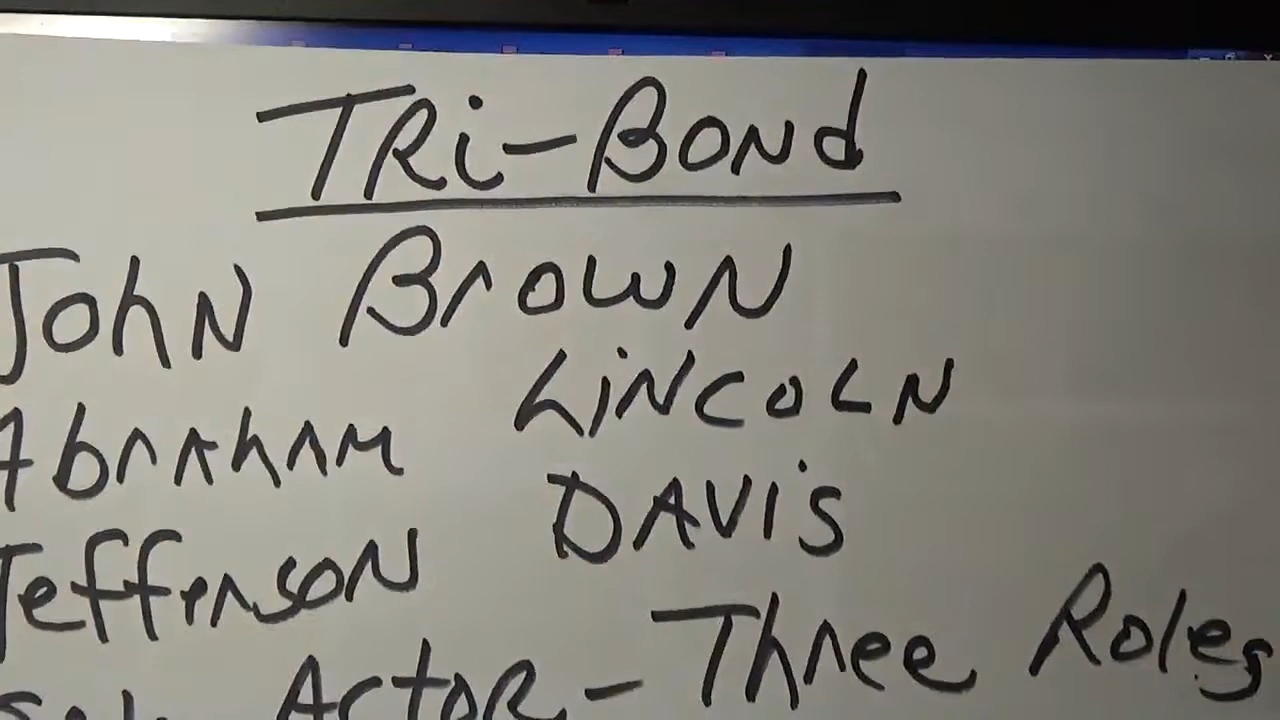 TRi-BONd
JOhN BrOWN
AbrAhAM LiNCOLN
JeffersON DAViS
ActOR - Three Roles